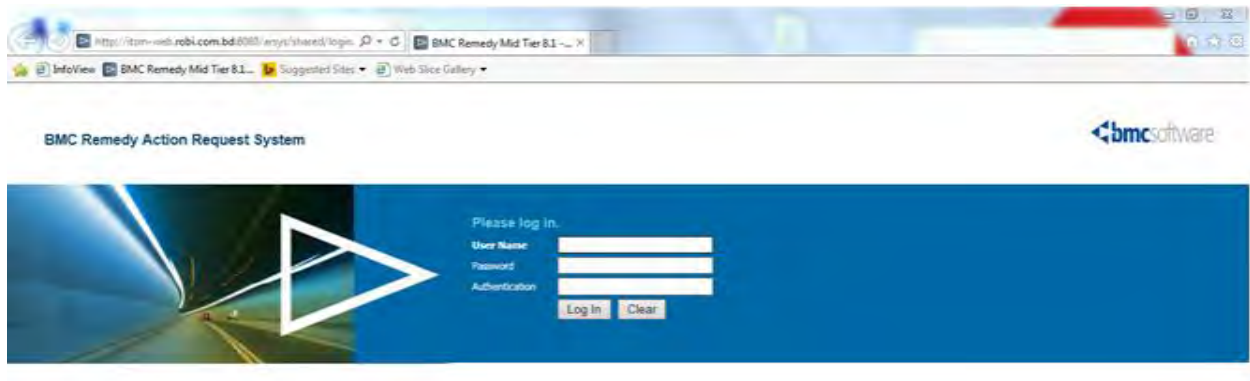 http://itsm-web.robi.com.bd:8080/arsys/shared/login.
BMC Remedy Mid Tier 8.1 -... ×
InfoView BMC Remedy Mid Tier 8.1... Suggested Sites Web Slice Gallery
BMC Remedy Action Request System
bmcsoftware
Please log in.
User Name
Password
Authentication
Log In Clear